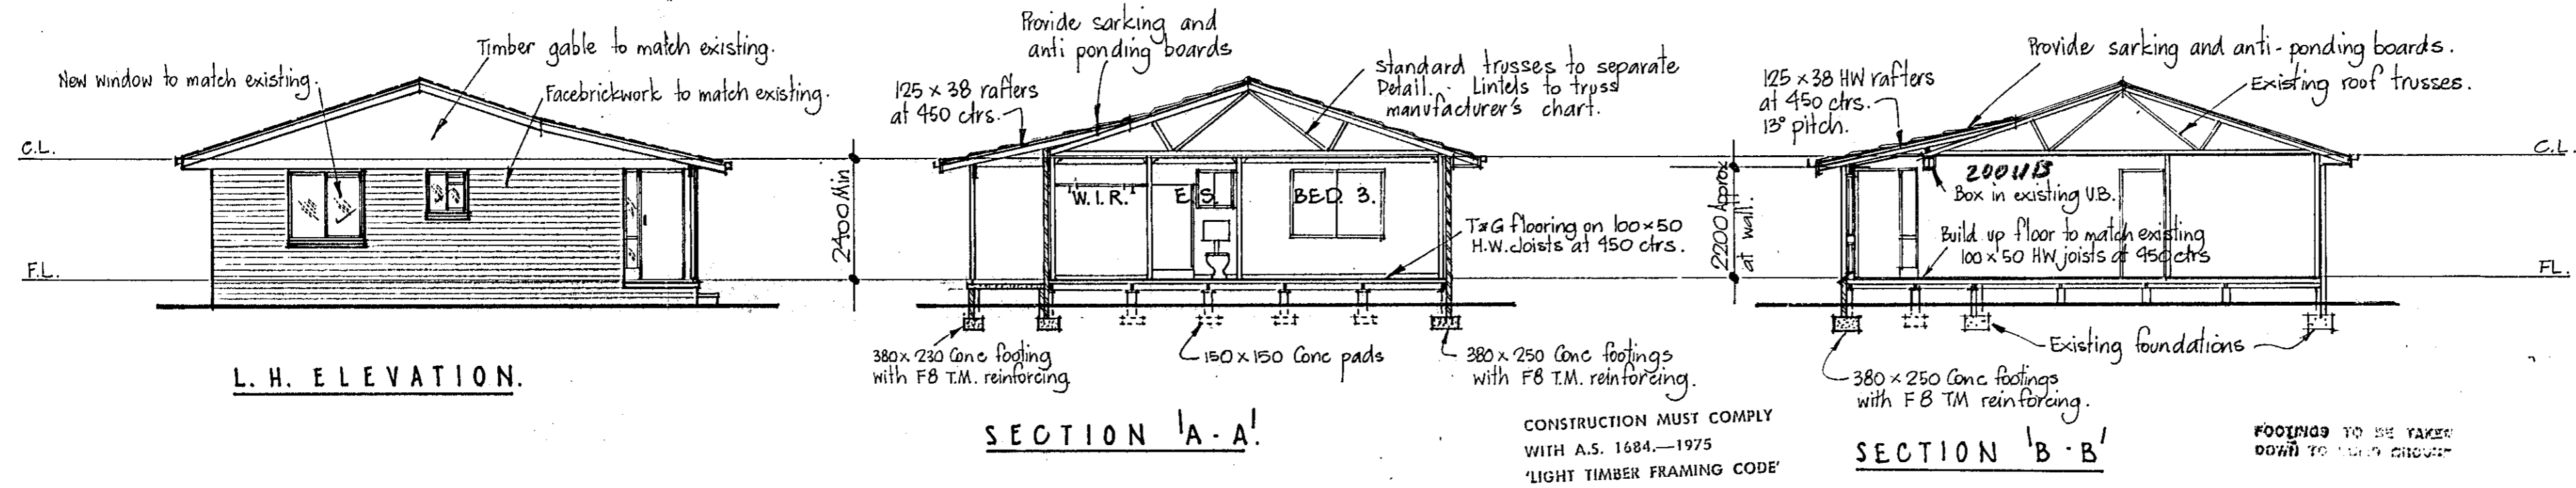 New window to match existing.
Timber gable to match existing.
Facebrickwork to match existing.
C.L.
F.L.
L. H. ELEVATION.
2400 Min
Provide sarking and
anti ponding boards
125 x 38 rafters
at 450 ctrs.
Standard trusses to separate
Detail. Lintels to truss
manufacturer's chart.
'W.I.R.'
E.S.
BED. 3.
T&G flooring on 100x50
H.W. Joists at 450 ctrs.
380 x 230 Conc footing
with F8 T.M. reinforcing
150 x 150 Conc pads
380 x 250 Conc footings
with F8 T.M. reinforcing.
SECTION 'A-A'.
CONSTRUCTION MUST COMPLY
WITH A.S. 1684.—1975
'LIGHT TIMBER FRAMING CODE'
2200 Approx
at wall.
125 x 38 HW rafters
at 450 ctrs.
13° pitch.
Provide sarking and anti-ponding boards.
Existing roof trusses.
C.L.
200 UB
Box in existing U.B.
Build up floor to match existing
100 x 50 HW joists at 450 ctrs
FL.
Existing foundations
380 x 250 Conc footings
with F8 TM reinforcing.
SECTION 'B-B'
FOOTINGS TO BE TAKEN
DOWN TO GROUND